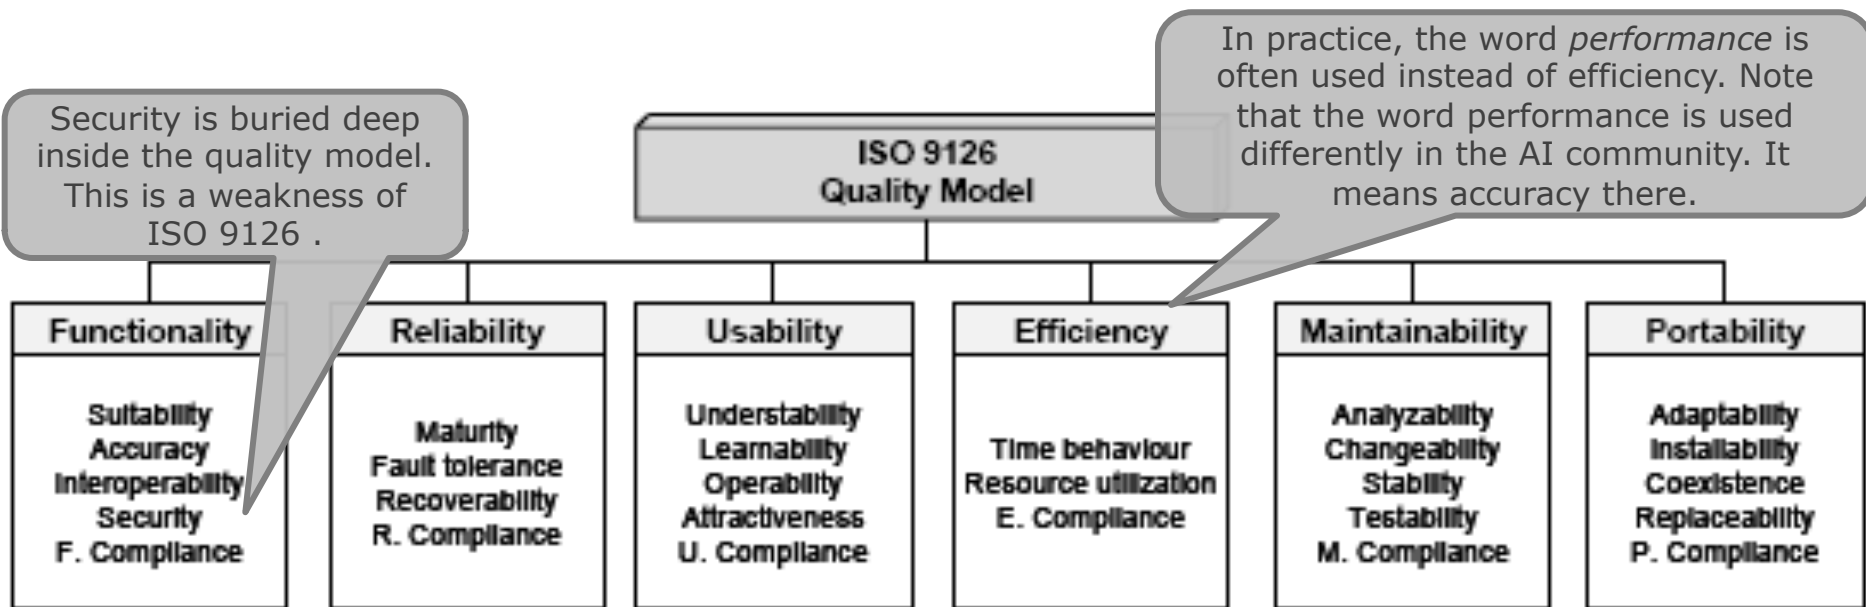 In practice, the word performance is
often used instead of efficiency. Note
that the word performance is used
differently in the AI community. It
means accuracy there.
Security is buried deep
inside the quality model.
This is a weakness of
ISO 9126 .
ISO 9126
Quality Model
Functionality
Suitability
Accuracy
Interoperability
Security
F. Compliance
Reliability
Maturity
Fault tolerance
Recoverability
R. Compliance
Usability
Understability
Learnability
Operability
Attractiveness
U. Compliance
Efficiency
Time behaviour
Resource utilization
E. Compliance
Maintainability
Analyzability
Changeability
Stability
Testability
M. Compliance
Portability
Adaptability
Installability
Coexistence
Replaceability
P. Compliance